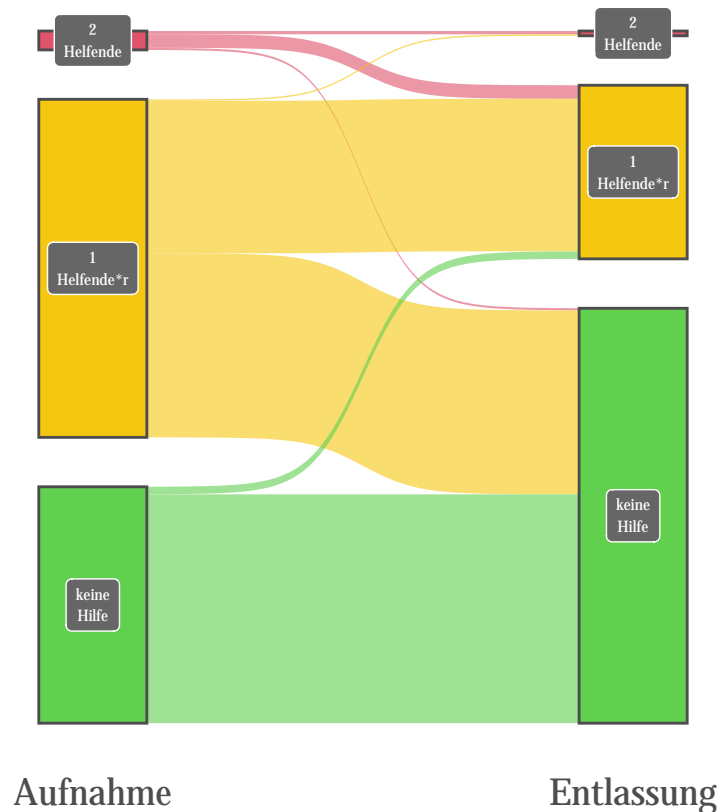 2
Helfende
2
Helfende
1
Helfende*r
1
Helfende*r
keine
Hilfe
keine
Hilfe
Aufnahme
Entlassung